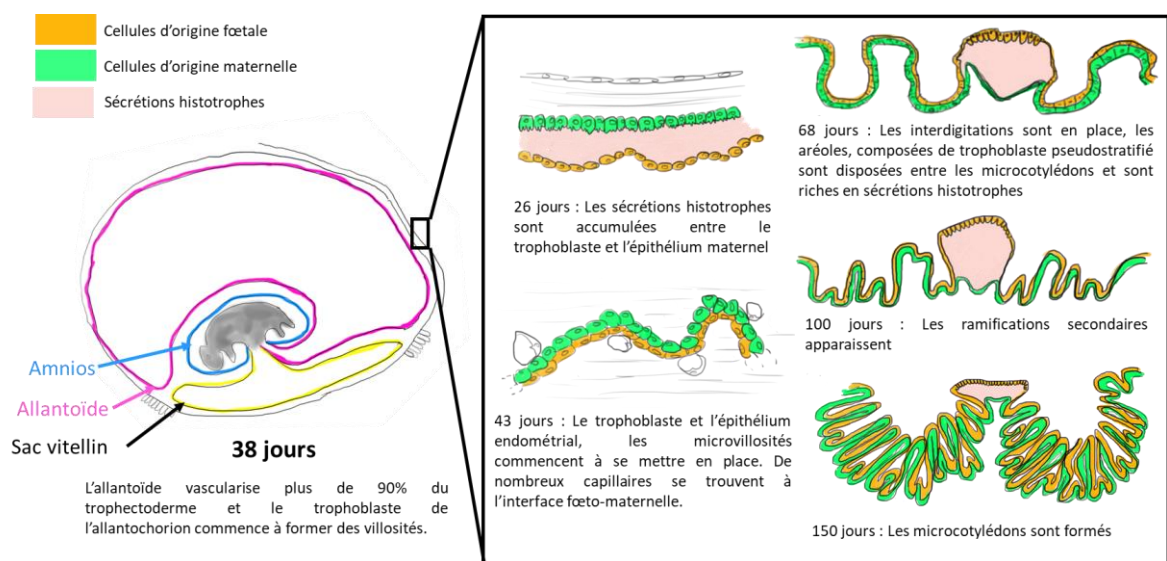 Cellules d'origine fœtale
Cellules d'origine maternelle
Sécrétions histotrophes
Amnios
Allantoïde
Sac vitellin
38 jours
L'allantoïde vascularise plus de 90% du
trophectoderme et le trophoblaste de
l'allantochorion commence à former des villosités.
26 jours : Les sécrétions histotrophes
sont accumulées entre le
trophoblaste et l'épithélium maternel
43 jours : Le trophoblaste et l'épithélium
endométrial, les microvillosités
commencent à se mettre en place. De
nombreux capillaires se trouvent à
l'interface fœto-maternelle.
68 jours : Les interdigitations sont en place, les
aréoles, composées de trophoblaste pseudostratifié
sont disposées entre les microcotylédons et sont
riches en sécrétions histotrophes
100 jours : Les ramifications secondaires
apparaissent
150 jours : Les microcotylédons sont formés